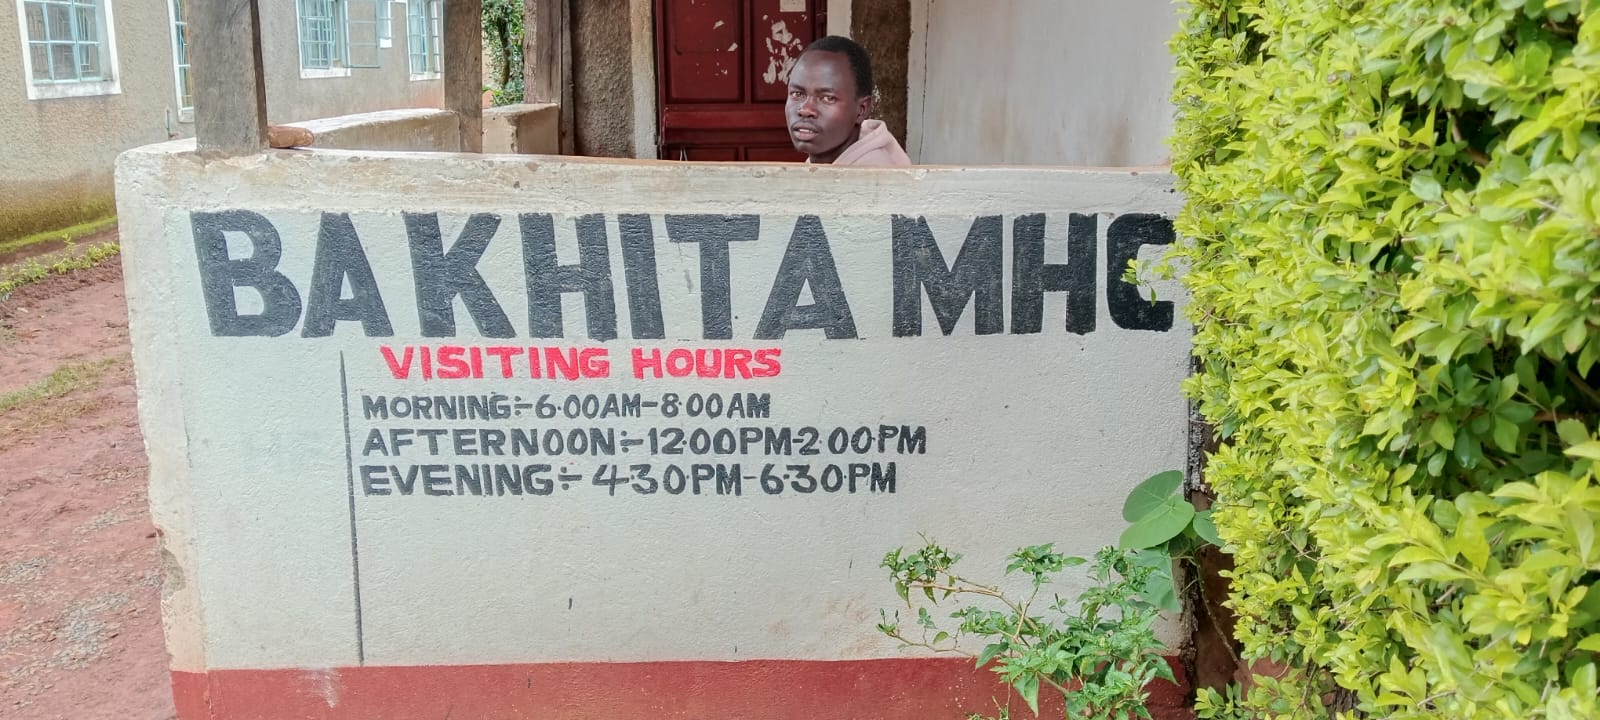 BAKHITA MHC
VISITING HOURS
MORNING:-6.00AM-8.00AM
AFTERNOON:-12.00PM-2.00PM
EVENING:-4.30PM-6.30PM